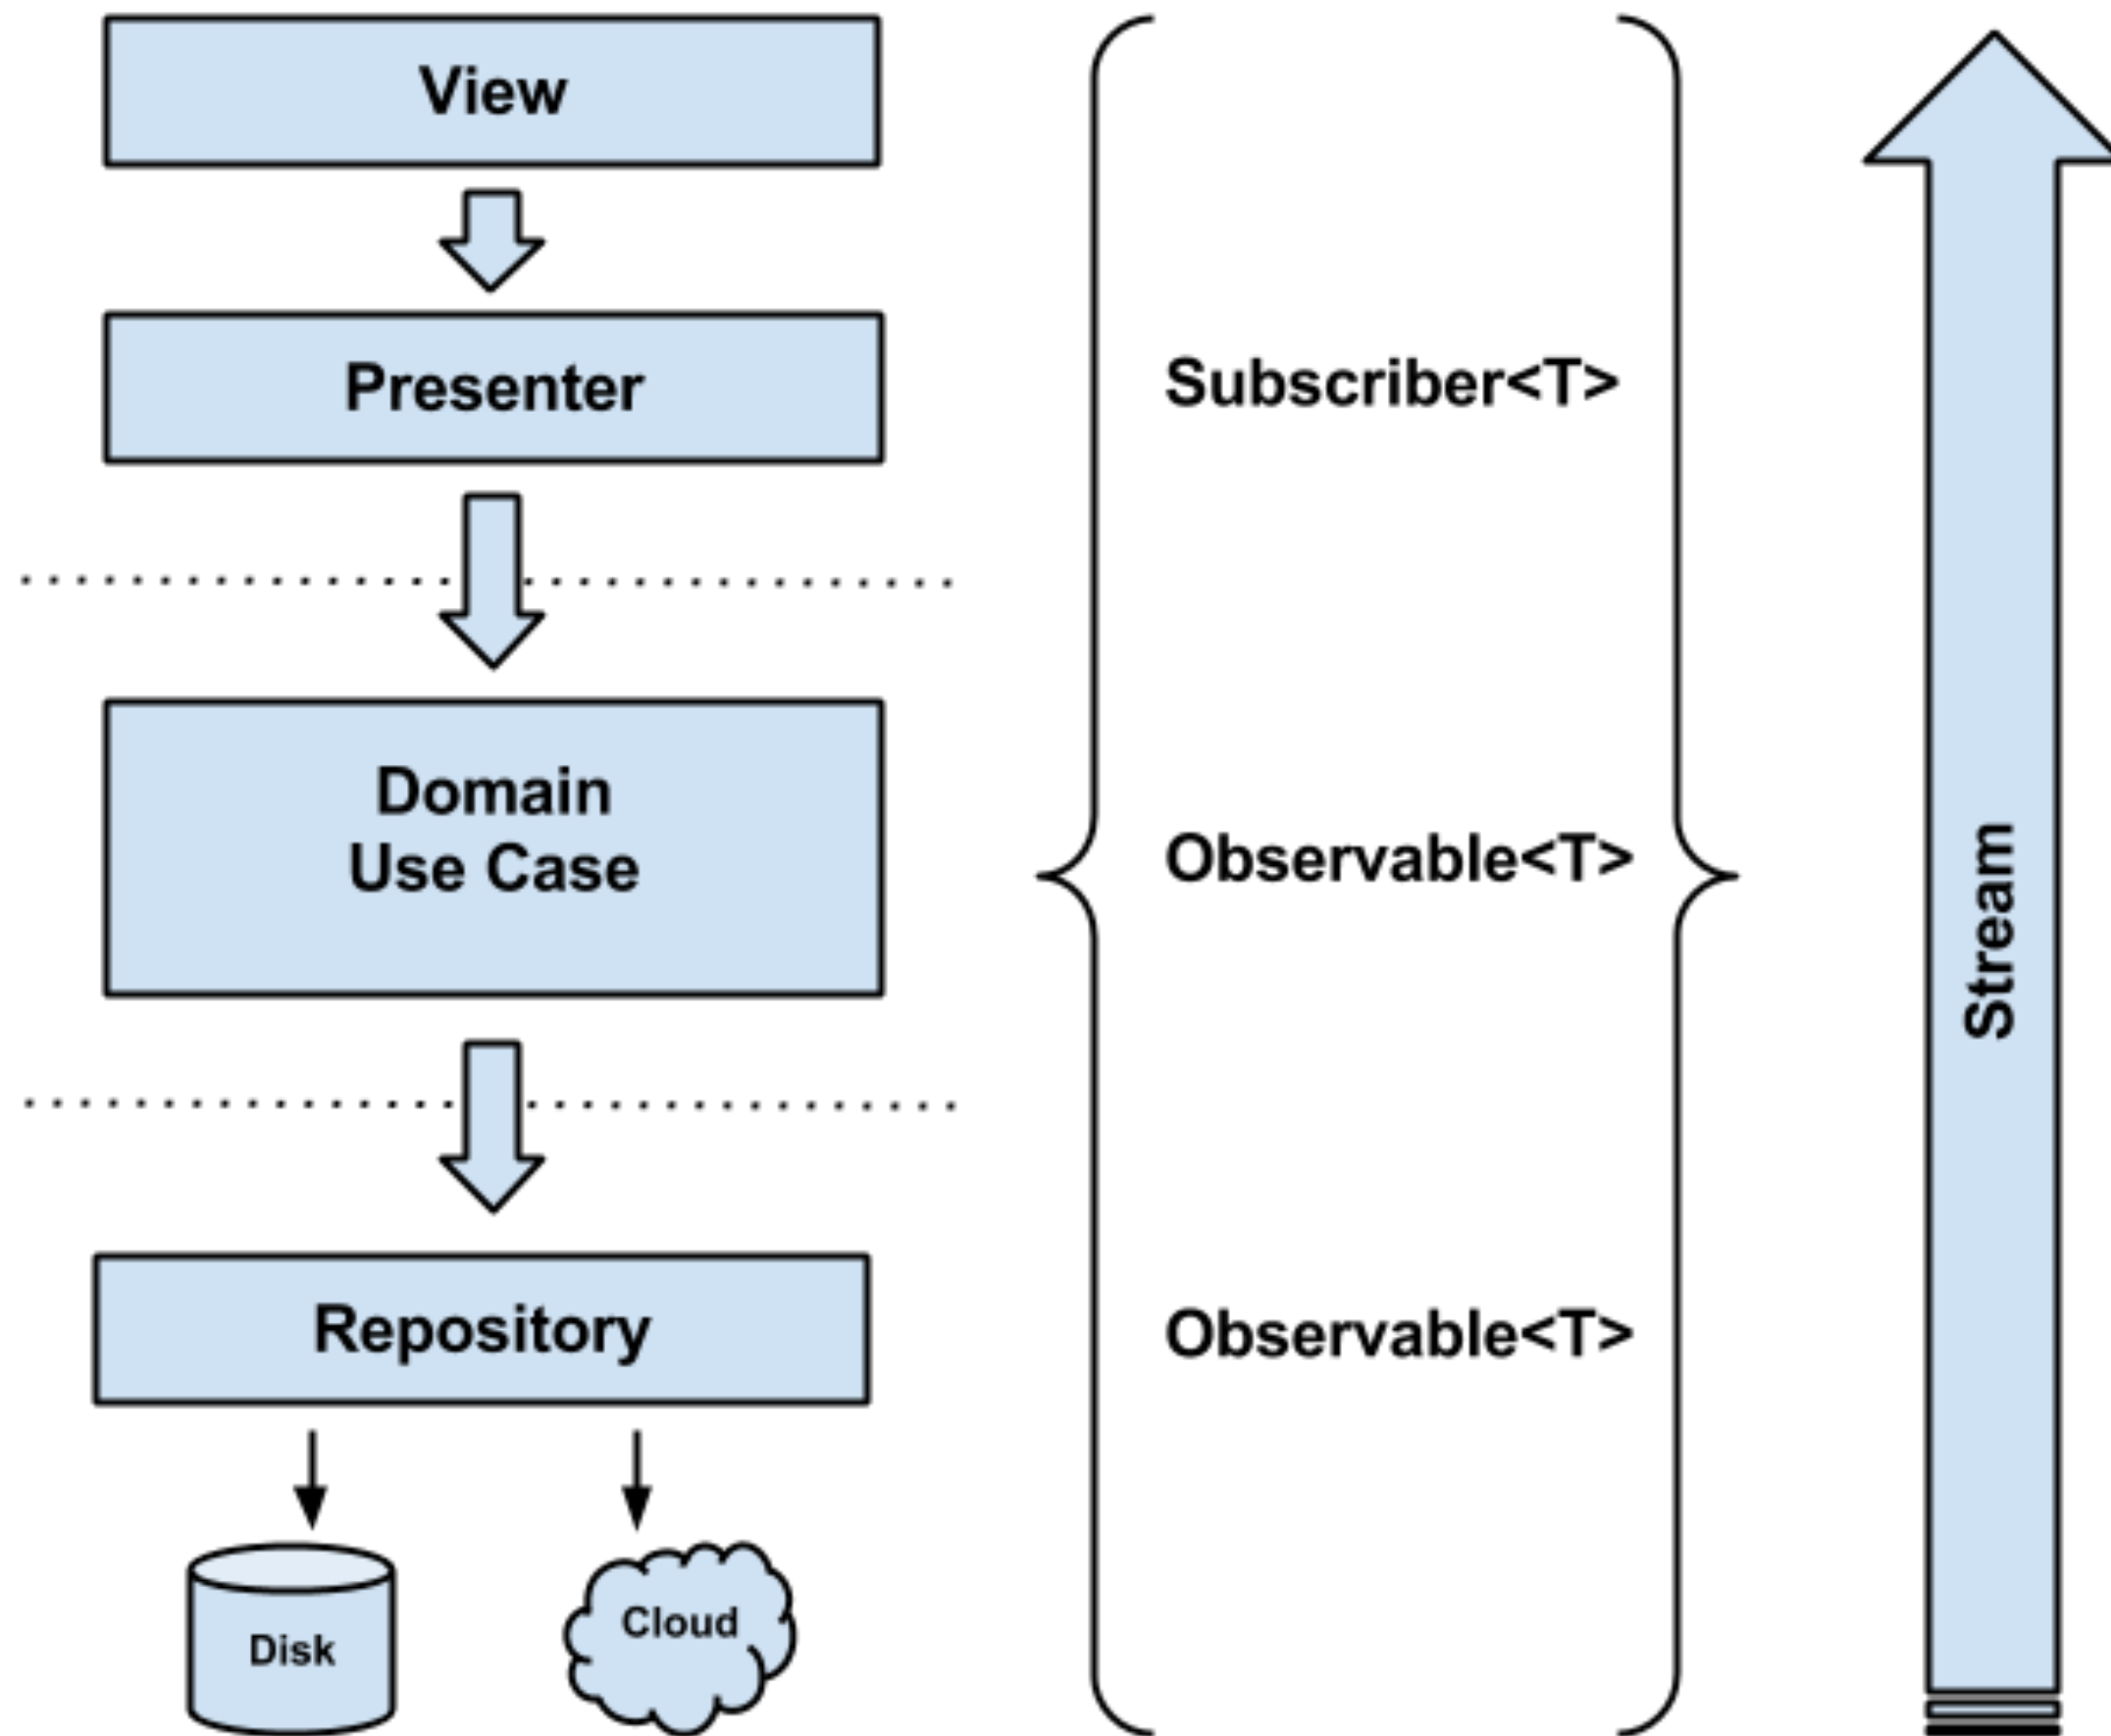 View
Presenter
Subscriber<T>
Domain
Use Case
Observable<T>
Stream
Repository
Observable<T>
Disk
Cloud